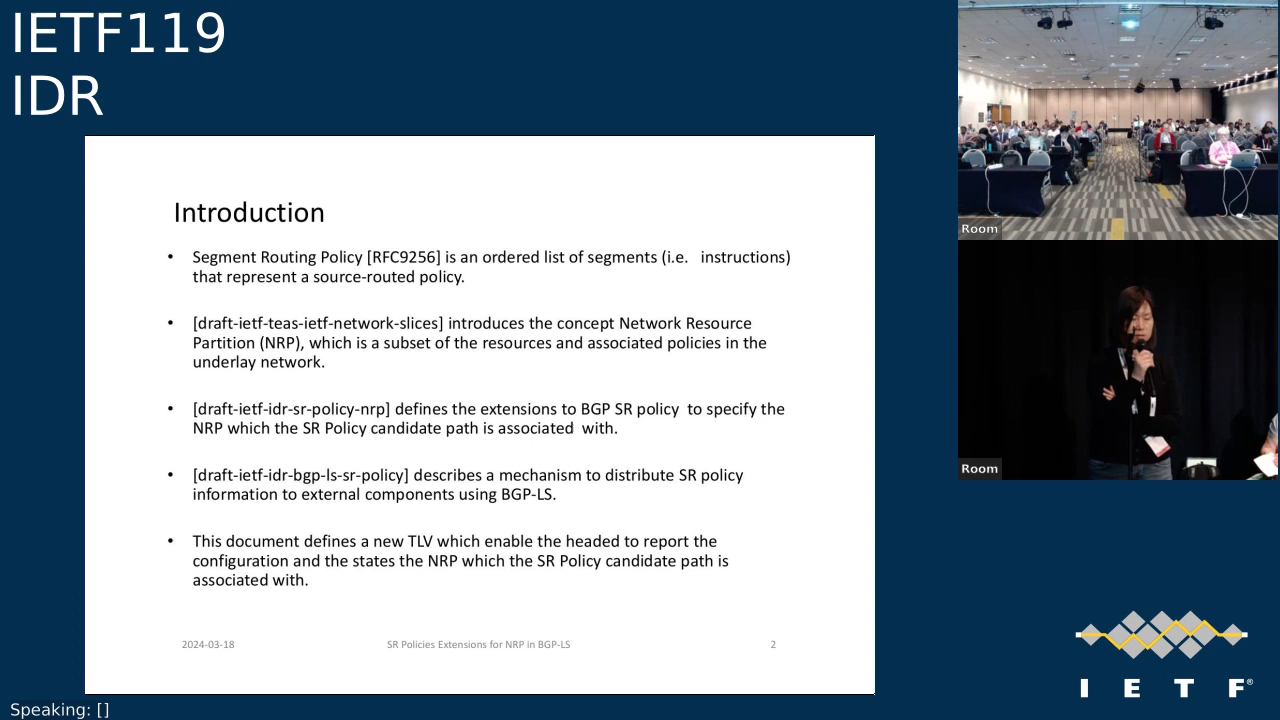 IETF119
IDR
Introduction
• Segment Routing Policy [RFC9256] is an ordered list of segments (i.e.   instructions)
that represent a source-routed policy.
• [draft-ietf-teas-ietf-network-slices] introduces the concept Network Resource
Partition (NRP), which is a subset of the resources and associated policies in the
underlay network.
• [draft-ietf-idr-sr-policy-nrp] defines the extensions to BGP SR policy  to specify the
NRP which the SR Policy candidate path is associated  with.
• [draft-ietf-idr-bgp-ls-sr-policy] describes a mechanism to distribute SR policy
information to external components using BGP-LS.
• This document defines a new TLV which enable the headed to report the
configuration and the states the NRP which the SR Policy candidate path is
associated with.
2024-03-18 SR Policies Extensions for NRP in BGP-LS 2
Room
Room
I E T F®
Speaking: []